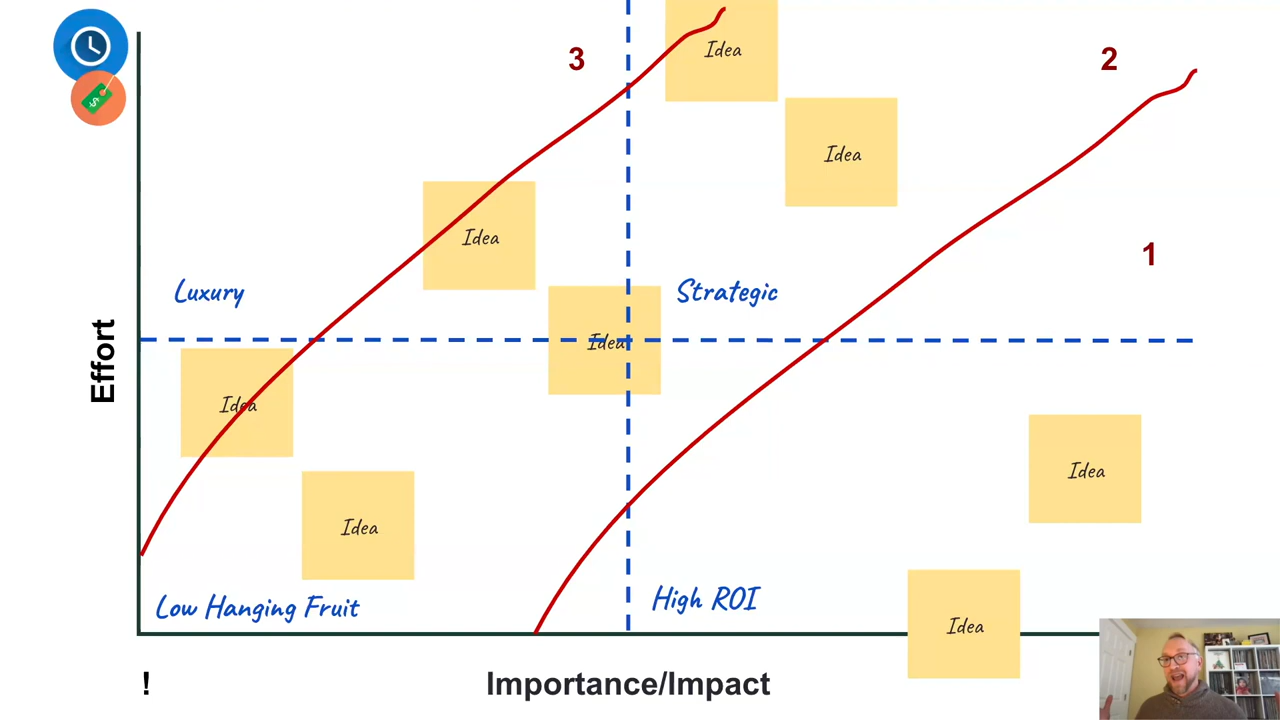 3
Idea
2
Idea
Idea
1
Luxury
Strategic
Effort
Idea
Idea
Idea
Idea
Low Hanging Fruit
High ROI
Idea
!
Importance/Impact